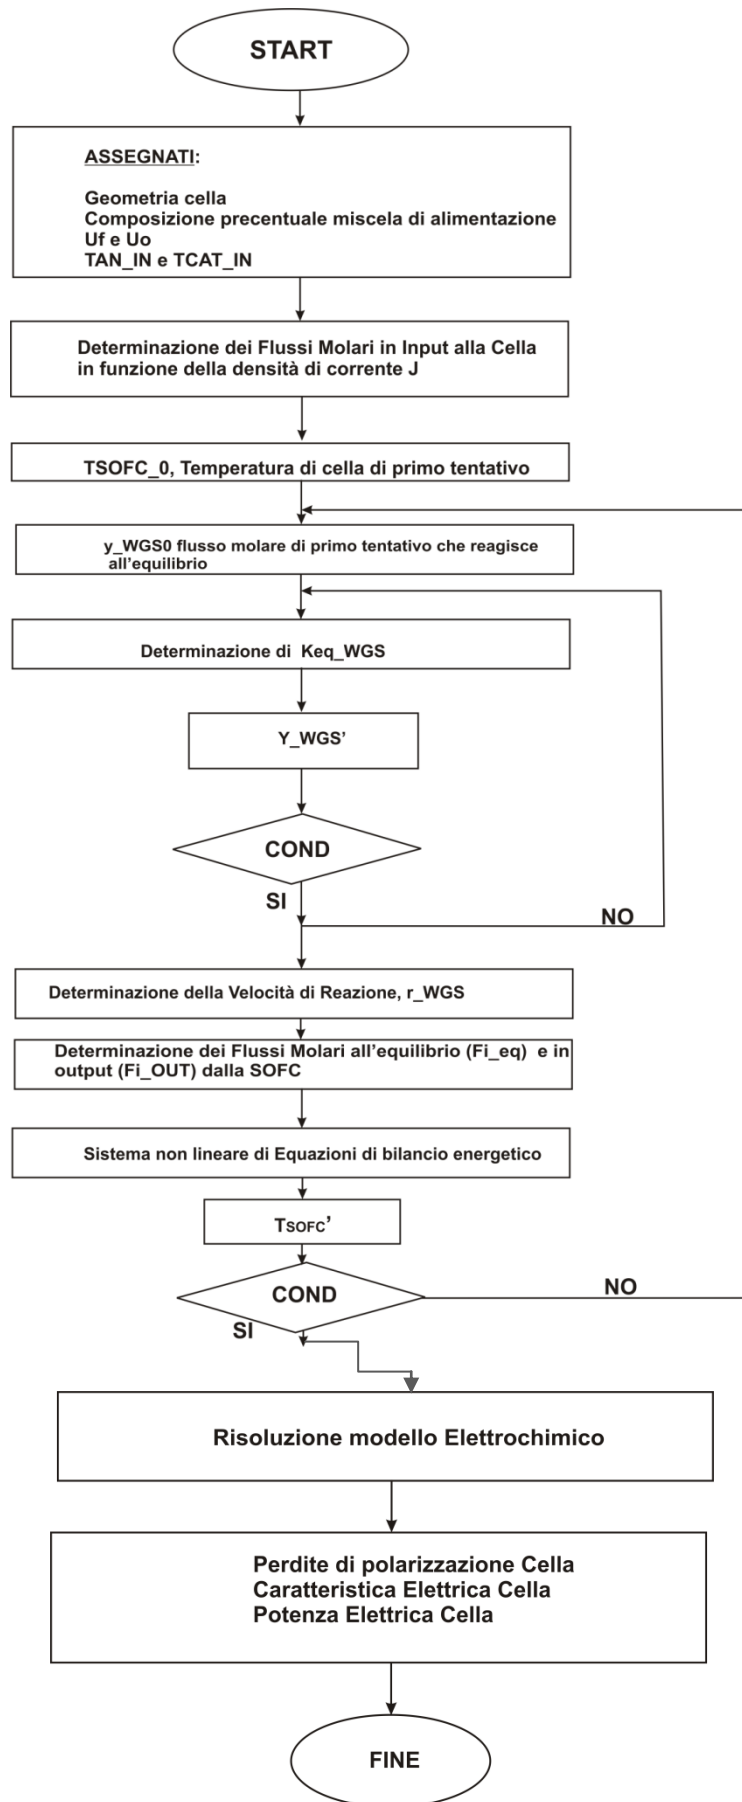 START
ASSEGNATI:
Geometria cella
Composizione precentuale miscela di alimentazione
Uf e Uo
TAN_IN e TCAT_IN
Determinazione dei Flussi Molari in Input alla Cella
in funzione della densità di corrente J
TSOFC_0, Temperatura di cella di primo tentativo
y_WGS0 flusso molare di primo tentativo che reagisce
all'equilibrio
Determinazione di Keq_WGS
Y_WGS'
COND
SI
NO
Determinazione della Velocità di Reazione, r_WGS
Determinazione dei Flussi Molari all'equilibrio (Fi_eq) e in
output (Fi_OUT) dalla SOFC
Sistema non lineare di Equazioni di bilancio energetico
TSOFC'
COND
NO
SI
Risoluzione modello Elettrochimico
Perdite di polarizzazione Cella
Caratteristica Elettrica Cella
Potenza Elettrica Cella
FINE